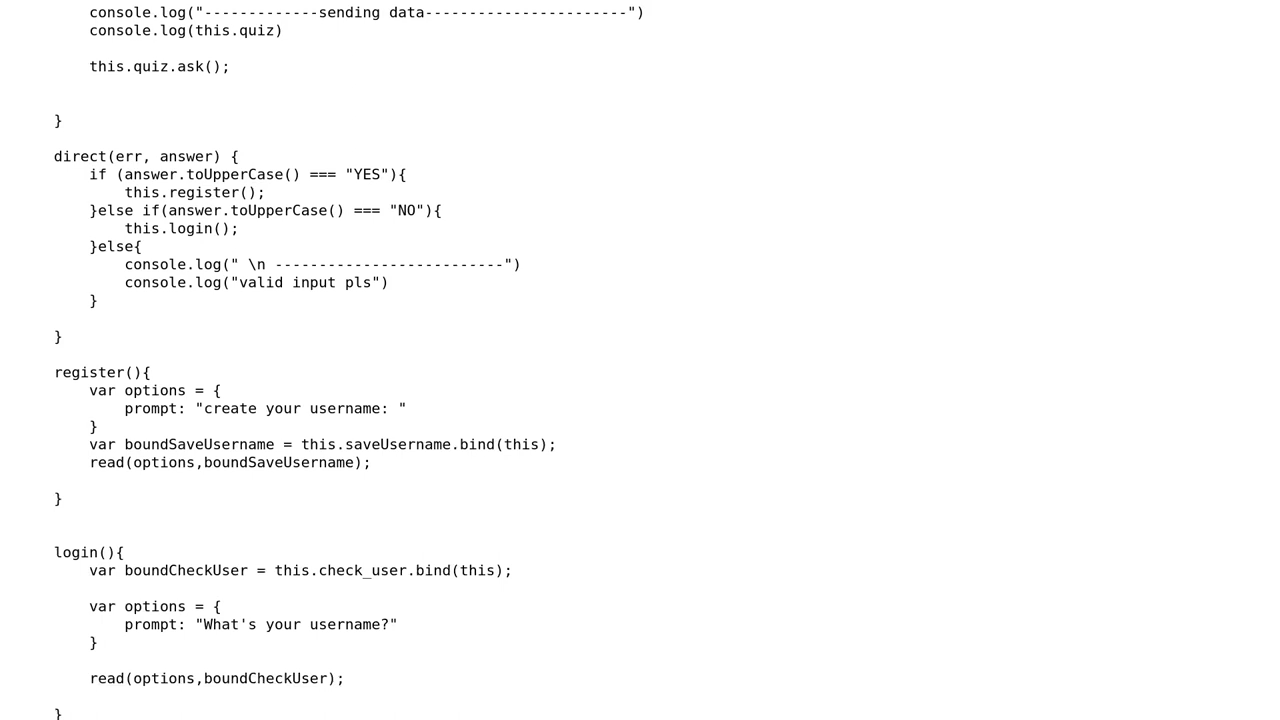 console.log("-------------sending data-----------------------")
console.log(this.quiz)
this.quiz.ask();
}
direct(err, answer) {
if (answer.toUpperCase() === "YES"){
this.register();
}else if(answer.toUpperCase() === "NO"){
this.login();
}else{
console.log(" \n --------------------------")
console.log("valid input pls")
}
}
register(){
var options = {
prompt: "create your username: "
}
var boundSaveUsername = this.saveUsername.bind(this);
read(options,boundSaveUsername);
}
login(){
var boundCheckUser = this.check_user.bind(this);
var options = {
prompt: "What's your username?"
}
read(options,boundCheckUser);
}